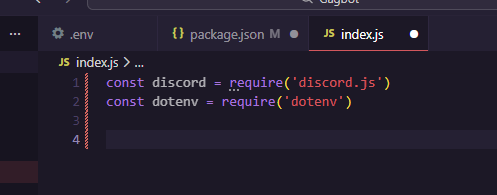 Gagbot
... .env {} package.json M JS index.js
JS index.js > ...
1 const discord = require('discord.js')
2 const dotenv = require('dotenv')
3
4